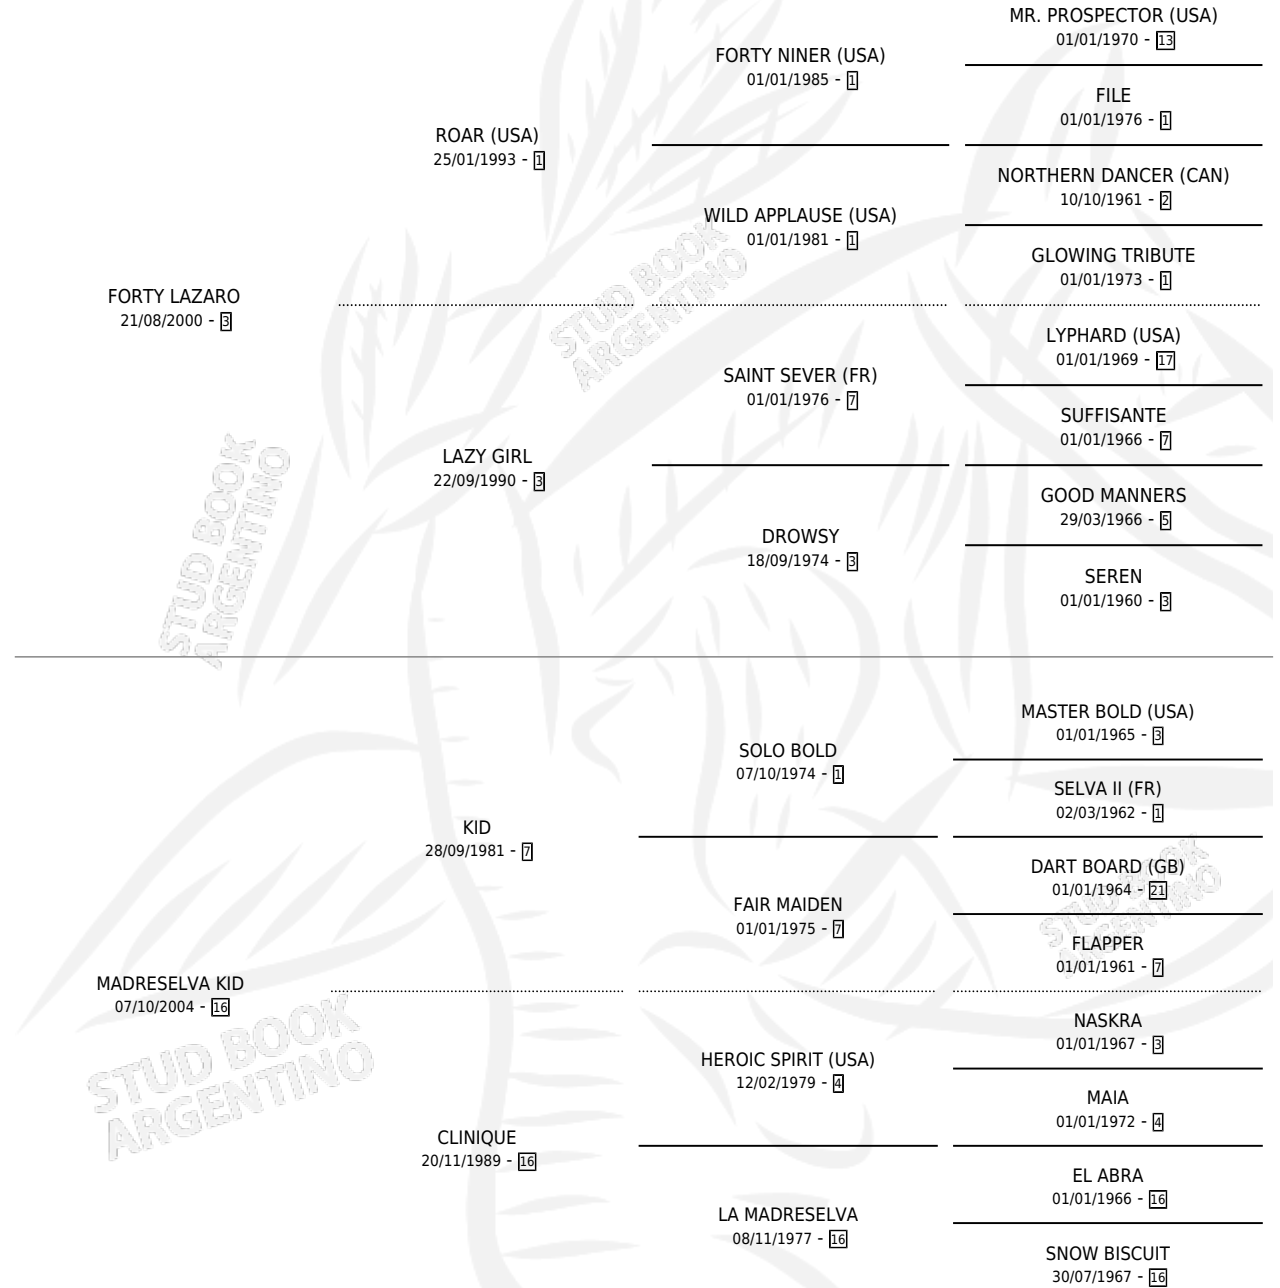 MR. PROSPECTOR (USA)
01/01/1970 - 13
FORTY NINER (USA)
01/01/1985 - 1
FILE
01/01/1976 - 1
ROAR (USA)
25/01/1993 - 1
NORTHERN DANCER (CAN)
10/10/1961 - 2
WILD APPLAUSE (USA)
01/01/1981 - 1
GLOWING TRIBUTE
01/01/1973 - 1
FORTY LAZARO
21/08/2000 - 3
STUD BOOK
ARGENTINO
LYPHARD (USA)
01/01/1969 - 17
SAINT SEVER (FR)
01/01/1976 - 7
SUFFISANTE
01/01/1966 - 7
LAZY GIRL
22/09/1990 - 3
GOOD MANNERS
29/03/1966 - 5
DROWSY
18/09/1974 - 3
SEREN
01/01/1960 - 3
STUD BOOK
ARGENTINO
MASTER BOLD (USA)
01/01/1965 - 3
SOLO BOLD
07/10/1974 - 1
SELVA II (FR)
02/03/1962 - 1
KID
28/09/1981 - 7
DART BOARD (GB)
01/01/1964 - 21
FAIR MAIDEN
01/01/1975 - 7
FLAPPER
01/01/1961 - 7
STUD BOOK
ARGENTINO
MADRESELVA KID
07/10/2004 - 16
NASKRA
01/01/1967 - 3
HEROIC SPIRIT (USA)
12/02/1979 - 4
MAIA
01/01/1972 - 4
STUD BOOK
ARGENTINO
CLINIQUE
20/11/1989 - 16
EL ABRA
01/01/1966 - 16
LA MADRESELVA
08/11/1977 - 16
SNOW BISCUIT
30/07/1967 - 16